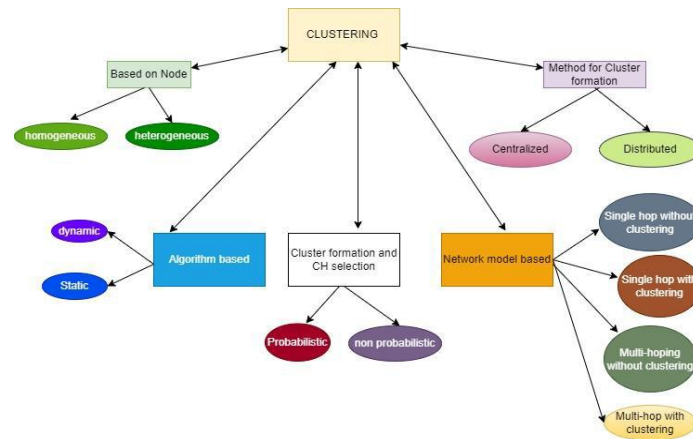 CLUSTERING
Based on Node
Method for Cluster
formation
homogeneous
heterogeneous
Centralized
Distributed
dynamic
Static
Algorithm based
Cluster formation and
CH selection
Network model based
Single hop without
clustering
Single hop with
clustering
Probabilistic
non probabilistic
Multi-hoping
without clustering
Multi-hop with
clustering